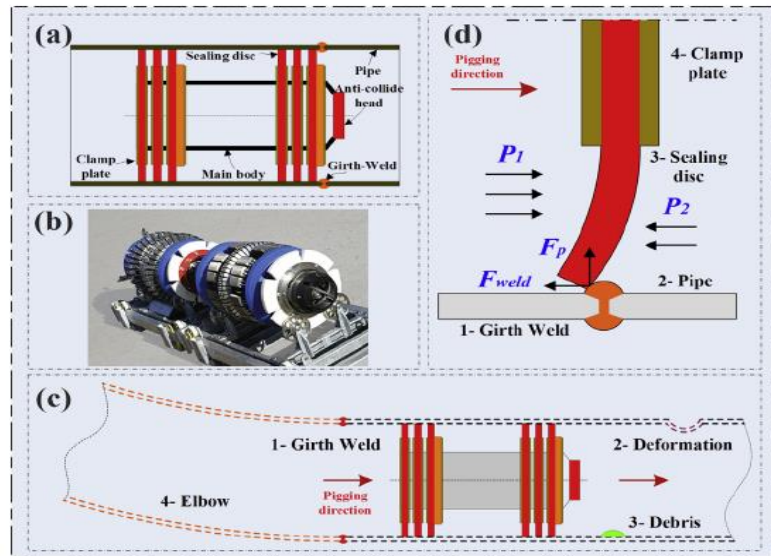 (a)
Sealing disc
Pipe
Anti-collide
head
Clamp
plate
Main body
Girth-Weld
(b)
(d)
Pigging
direction
4- Clamp
plate
P1
3- Sealing
disc
P2
Fp
Fweld
2- Pipe
1- Girth Weld
(c)
1- Girth Weld
2- Deformation
4- Elbow
Pigging
direction
3- Debris